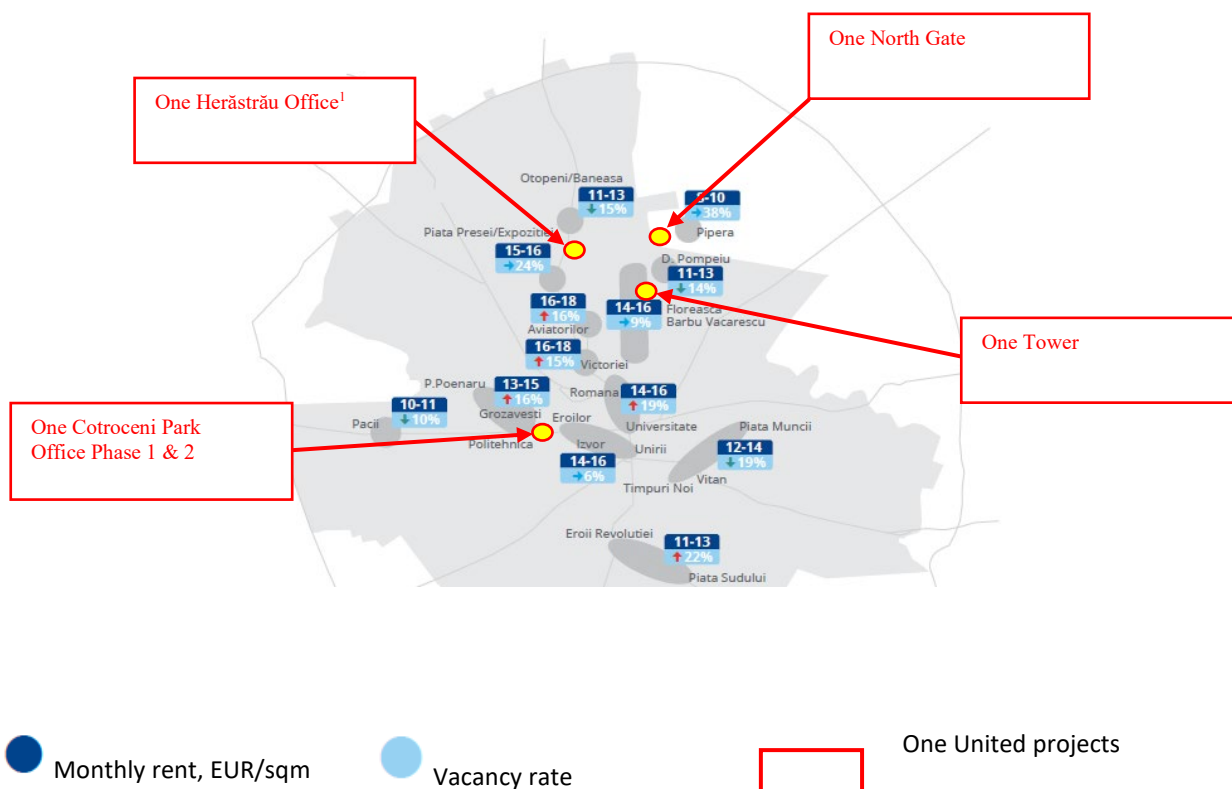 One North Gate
One Herăstrău Office1
Otopeni/Baneasa
11-13
↓15%
→38%
Pipera
Piata Presei/Expozitiei
15-16
→24%
D. Pompeiu
11-13
↓14%
16-18
↑16%
Aviatorilor
14-16
→9%
Floreasca
Barbu Vacarescu
One Tower
16-18
↑15%
Victoriei
P.Poenaru
13-15
↑16%
Grozavesti
Politehnica
Romana
14-16
↑19%
Universitate
10-11
↓10%
Pacii
One Cotroceni Park
Office Phase 1 & 2
Eroilor
Izvor
Unirii
14-16
→6%
Piata Muncii
12-14
↓19%
Vitan
Timpuri Noi
Eroii Revolutiei
11-13
↑22%
Piata Sudului
Monthly rent, EUR/sqm
Vacancy rate
One United projects